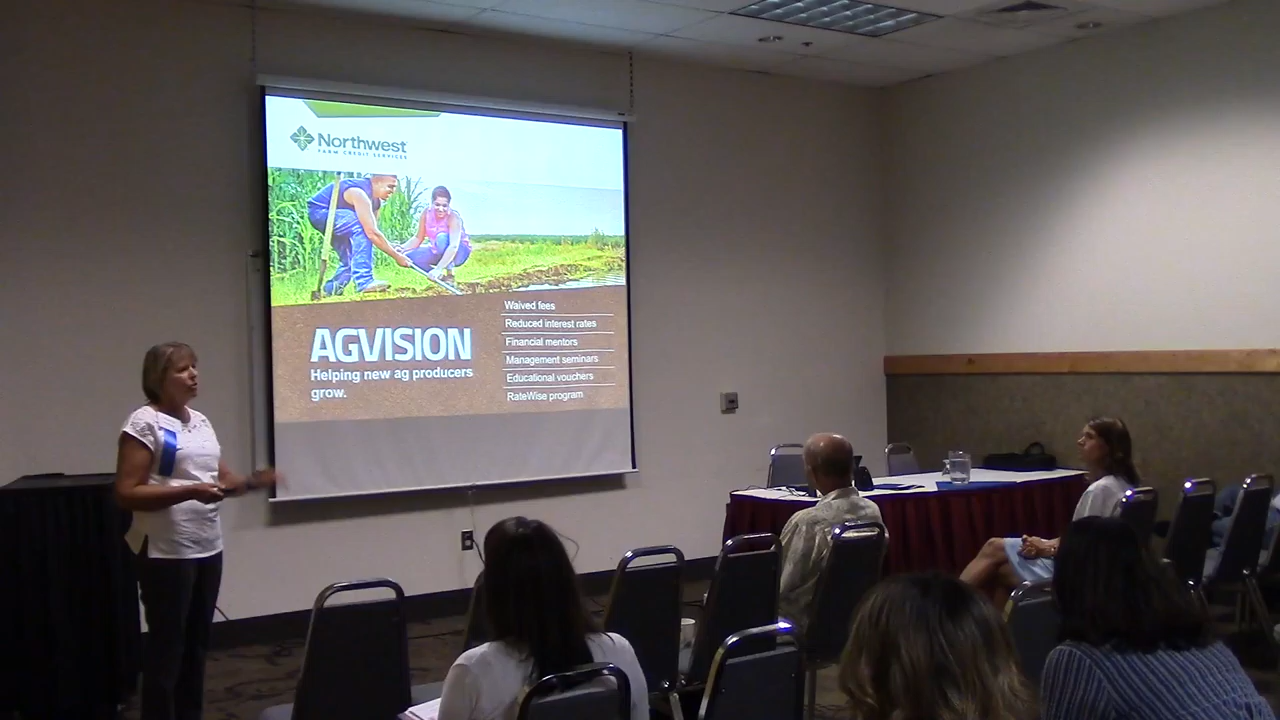 Northwest
FARM CREDIT SERVICES
AGVISION
Helping new ag producers
grow.
Waived fees
Reduced interest rates
Financial mentors
Management seminars
Educational vouchers
RateWise program